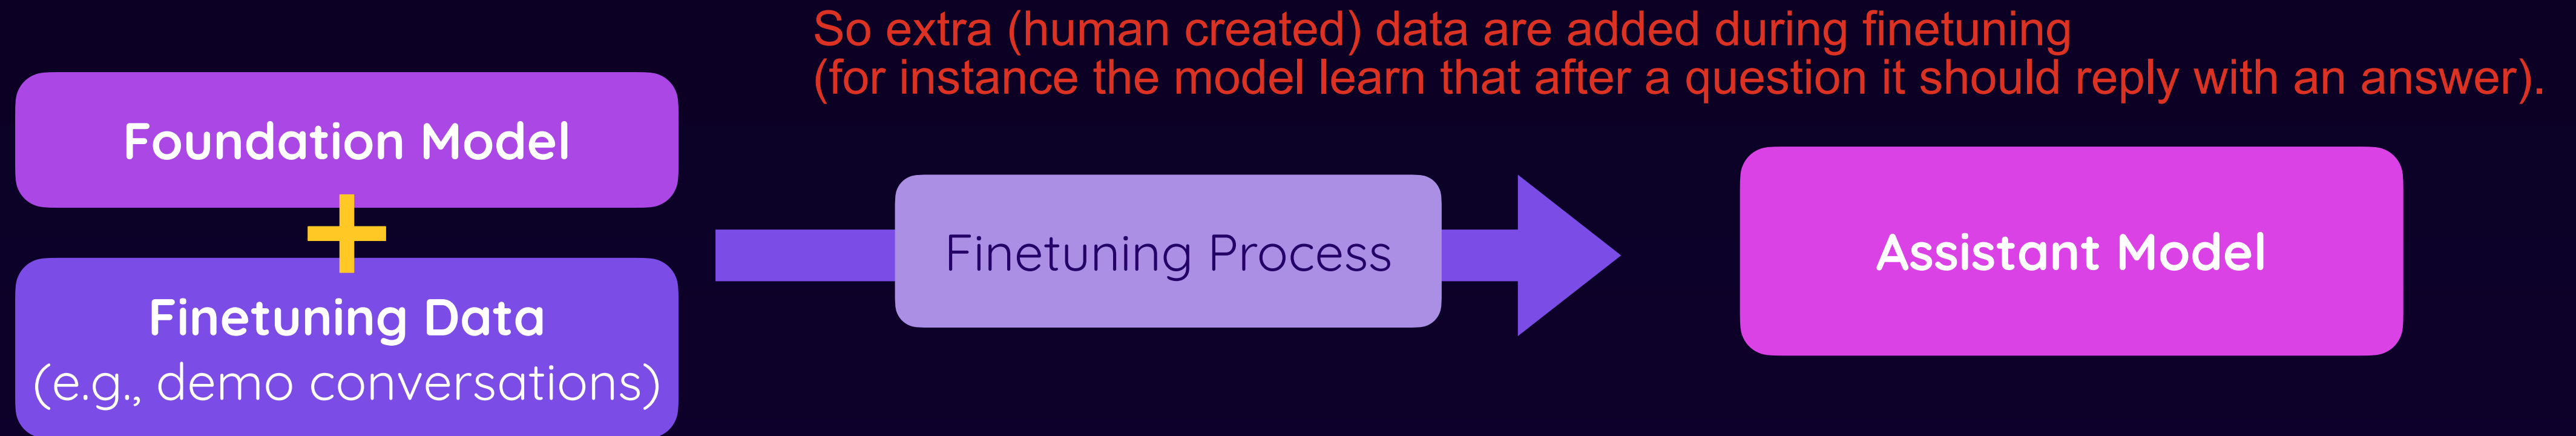 So extra (human created) data are added during finetuning
(for instance the model learn that after a question it should reply with an answer).
Foundation Model
+
Finetuning Data
(e.g., demo conversations)
Finetuning Process
Assistant Model